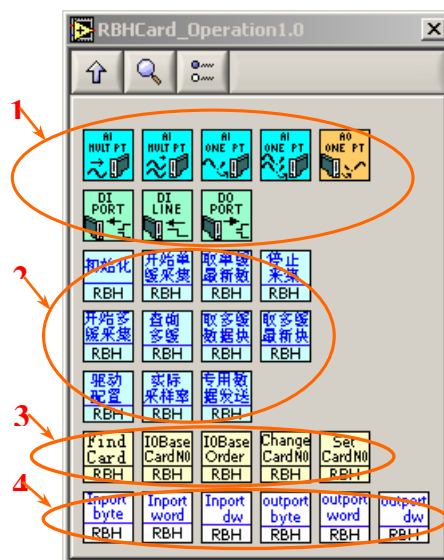 RBHCard_Operation1.0
1
AI MULT PT
AI MULT PT
AI ONE PT
AI ONE PT
AO ONE PT
DI PORT
DI LINE
DO PORT
2
初始化 RBH
开始单缓采集 RBH
取单缓最新数 RBH
停止采集 RBH
开始多缓采集 RBH
查询多缓 RBH
取多缓数据块 RBH
取多缓最新块 RBH
驱动配置 RBH
实际采样率 RBH
专用数据发送 RBH
3
Find Card RBH
IOBase CardNO RBH
IOBase Order RBH
Change CardNO RBH
Set CardNO RBH
4
Inport byte RBH
Inport word RBH
Inport dw RBH
outport byte RBH
outport word RBH
outport dw RBH